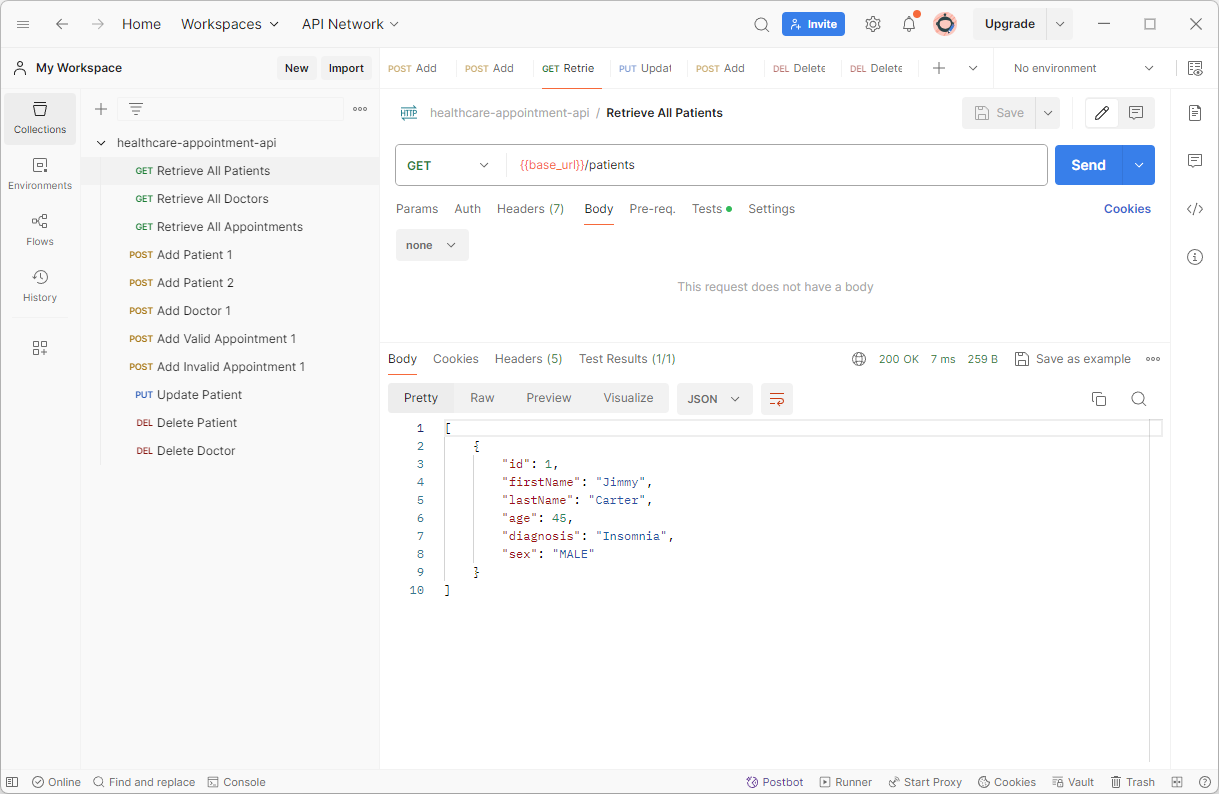 Home Workspaces API Network Invite Upgrade
My Workspace New Import
POST Add POST Add GET Retrie PUT Updat POST Add DEL Delete DEL Delete No environment
Collections
Environments
Flows
History
healthcare-appointment-api
GET Retrieve All Patients
GET Retrieve All Doctors
GET Retrieve All Appointments
POST Add Patient 1
POST Add Patient 2
POST Add Doctor 1
POST Add Valid Appointment 1
POST Add Invalid Appointment 1
PUT Update Patient
DEL Delete Patient
DEL Delete Doctor
HTTP healthcare-appointment-api / Retrieve All Patients Save
GET {{base_url}}/patients Send
Params Auth Headers (7) Body Pre-req. Tests Settings Cookies
none
This request does not have a body
Body Cookies Headers (5) Test Results (1/1) 200 OK 7 ms 259 B Save as example
Pretty Raw Preview Visualize JSON
1 [
2 {
3 "id": 1,
4 "firstName": "Jimmy",
5 "lastName": "Carter",
6 "age": 45,
7 "diagnosis": "Insomnia",
8 "sex": "MALE"
9 }
10 ]
Online Find and replace Console Postbot Runner Start Proxy Cookies Vault Trash